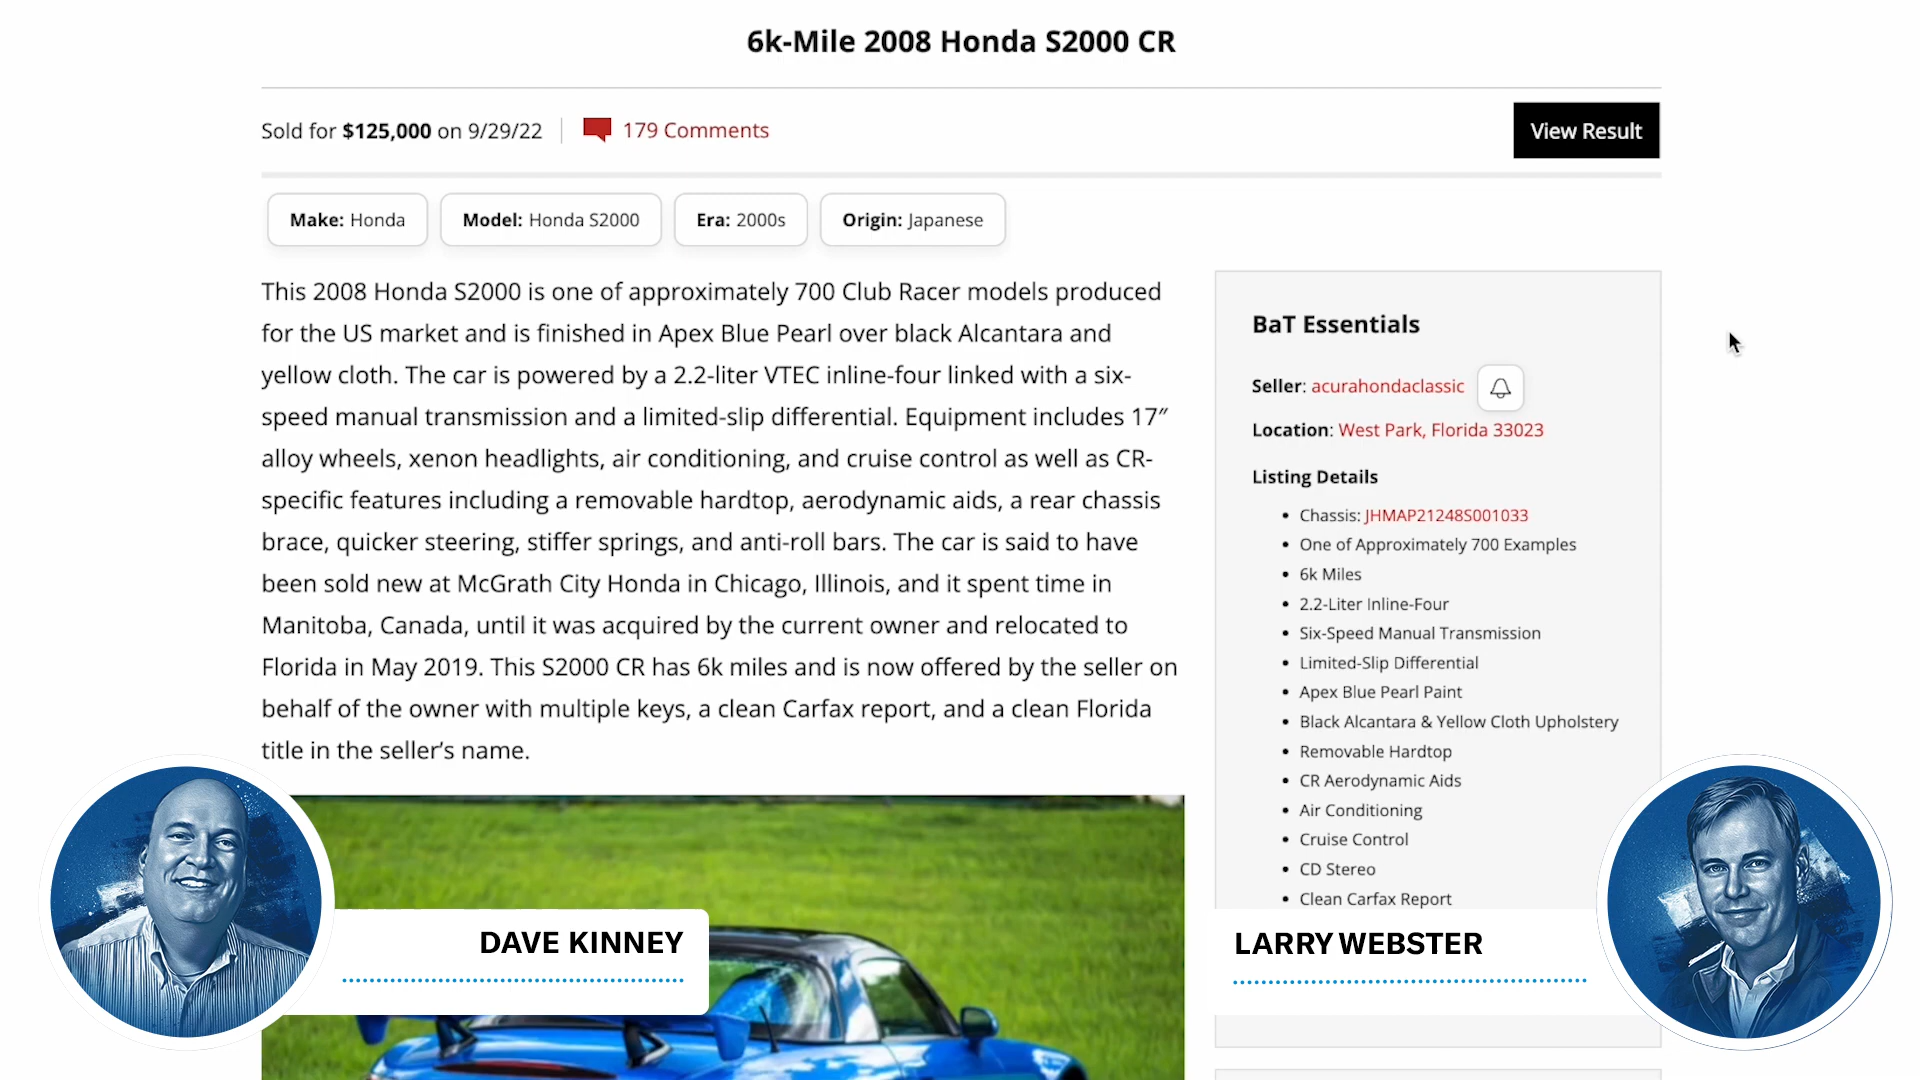 6k-Mile 2008 Honda S2000 CR
Sold for $125,000 on 9/29/22
179 Comments
View Result
Make: Honda
Model: Honda S2000
Era: 2000s
Origin: Japanese
This 2008 Honda S2000 is one of approximately 700 Club Racer models produced
for the US market and is finished in Apex Blue Pearl over black Alcantara and
yellow cloth. The car is powered by a 2.2-liter VTEC inline-four linked with a six-
speed manual transmission and a limited-slip differential. Equipment includes 17″
alloy wheels, xenon headlights, air conditioning, and cruise control as well as CR-
specific features including a removable hardtop, aerodynamic aids, a rear chassis
brace, quicker steering, stiffer springs, and anti-roll bars. The car is said to have
been sold new at McGrath City Honda in Chicago, Illinois, and it spent time in
Manitoba, Canada, until it was acquired by the current owner and relocated to
Florida in May 2019. This S2000 CR has 6k miles and is now offered by the seller on
behalf of the owner with multiple keys, a clean Carfax report, and a clean Florida
title in the seller’s name.
BaT Essentials
Seller: acurahondaclassic
Location: West Park, Florida 33023
Listing Details
• Chassis: JHMAP21248S001033
• One of Approximately 700 Examples
• 6k Miles
• 2.2-Liter Inline-Four
• Six-Speed Manual Transmission
• Limited-Slip Differential
• Apex Blue Pearl Paint
• Black Alcantara & Yellow Cloth Upholstery
• Removable Hardtop
• CR Aerodynamic Aids
• Air Conditioning
• Cruise Control
• CD Stereo
• Clean Carfax Report
DAVE KINNEY
LARRY WEBSTER